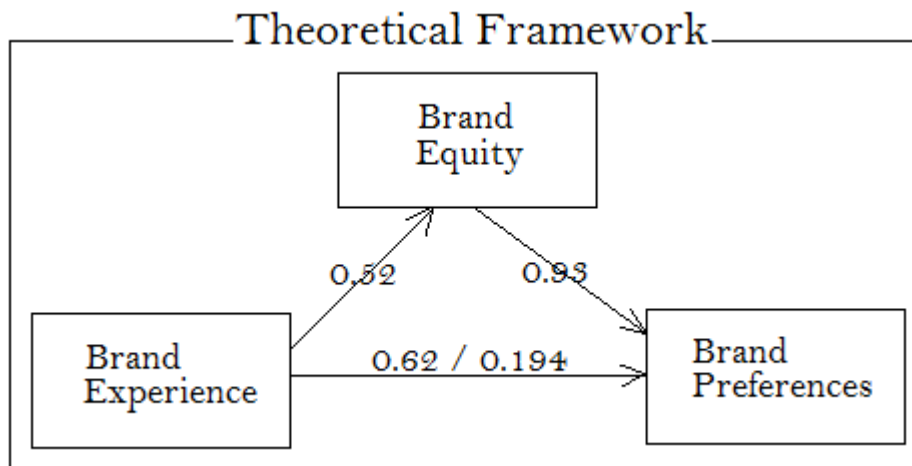 Theoretical Framework
Brand
Equity
0.52
0.93
Brand
Experience
0.62 / 0.194
Brand
Preferences